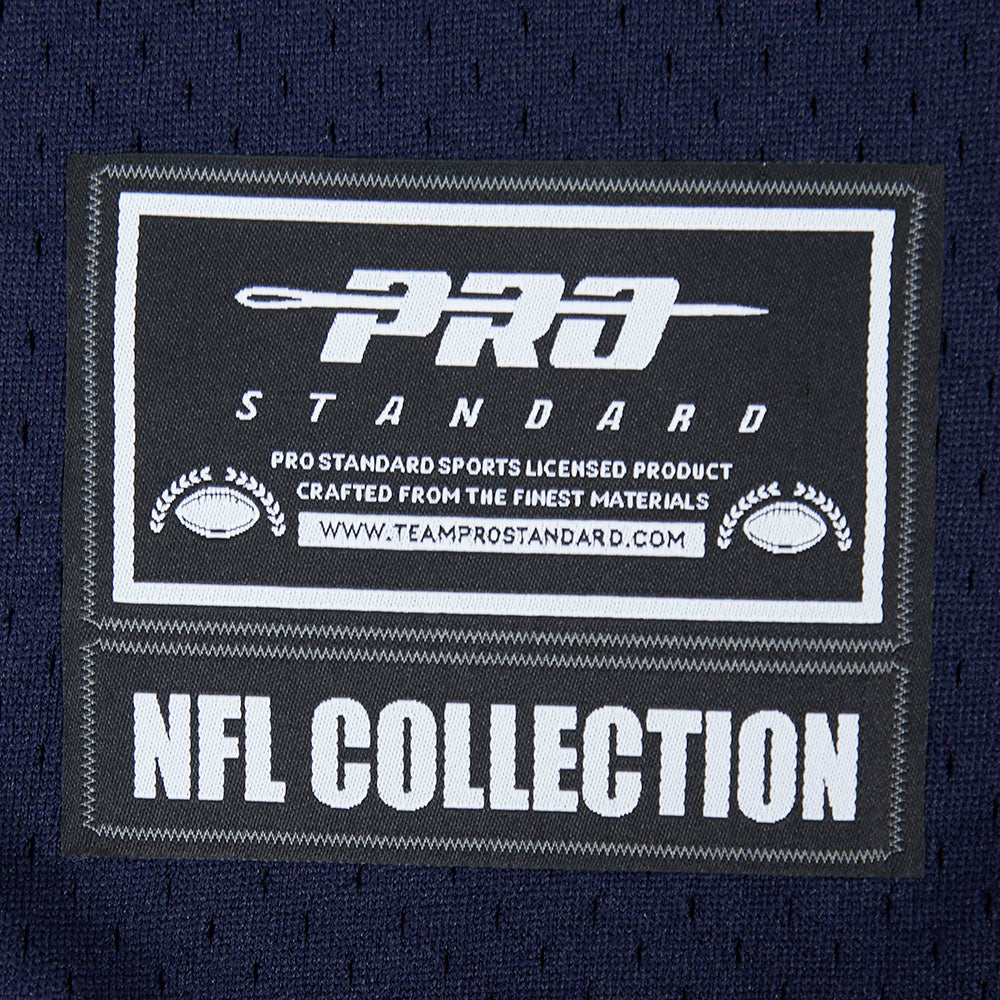 PRO
STANDARD
PRO STANDARD SPORTS LICENSED PRODUCT
CRAFTED FROM THE FINEST MATERIALS
WWW.TEAMPROSTANDARD.COM
NFL COLLECTION